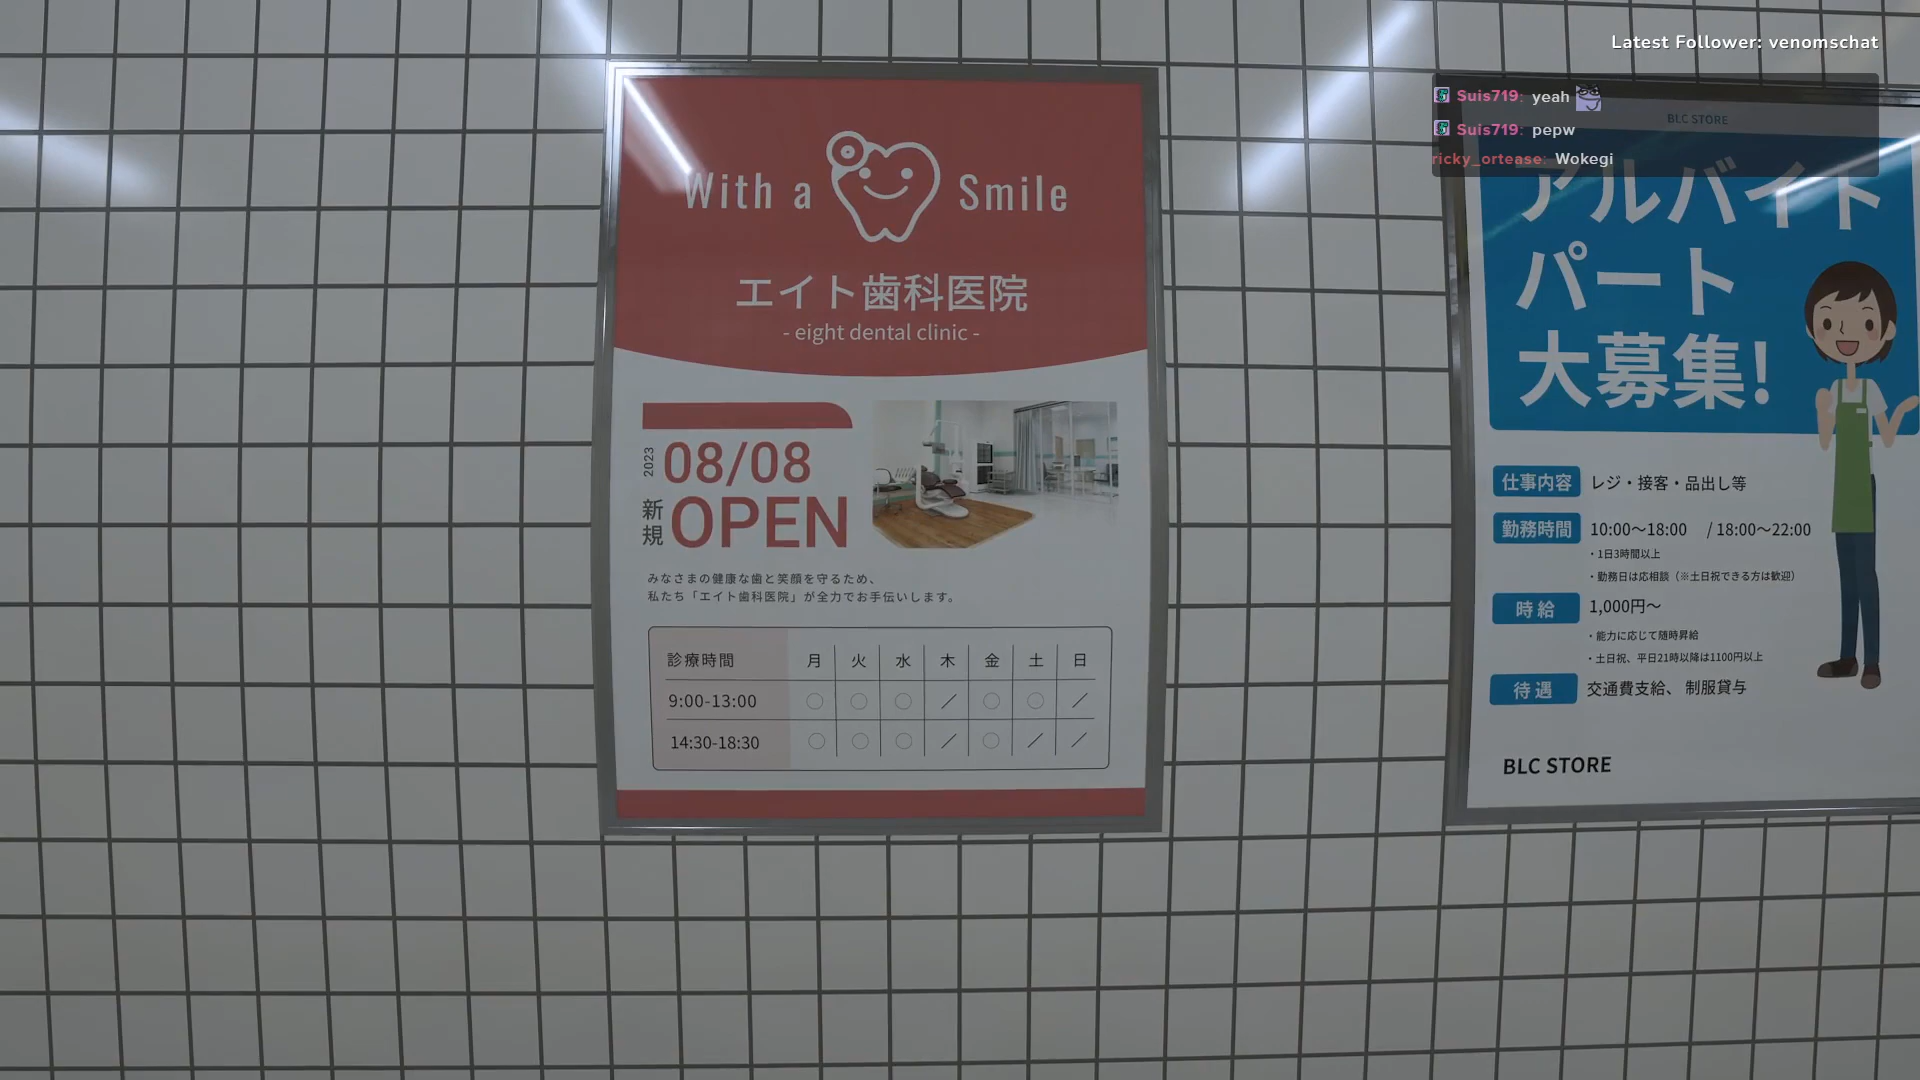 Latest Follower: venomschat
Suis719: yeah
Suis719: pepw
ricky_ortease: Wokegi
With a Smile
エイト歯科医院
- eight dental clinic -
2023
08/08
新規
OPEN
みなさまの健康な歯と笑顔を守るため、
私たち「エイト歯科医院」が全力でお手伝いします。
診療時間 月 火 水 木 金 土 日
9:00-13:00 ○ ○ ○ ／ ○ ○ ／
14:30-18:30 ○ ○ ○ ／ ○ ／ ／
BLC STORE
アルバイト
パート
大募集!
仕事内容 レジ・接客・品出し等
勤務時間 10:00〜18:00 / 18:00〜22:00
・1日3時間以上
・勤務日は応相談（※土日祝できる方は歓迎）
時給 1,000円〜
・能力に応じて随時昇給
・土日祝、平日21時以降は1100円以上
待遇 交通費支給、制服貸与
BLC STORE